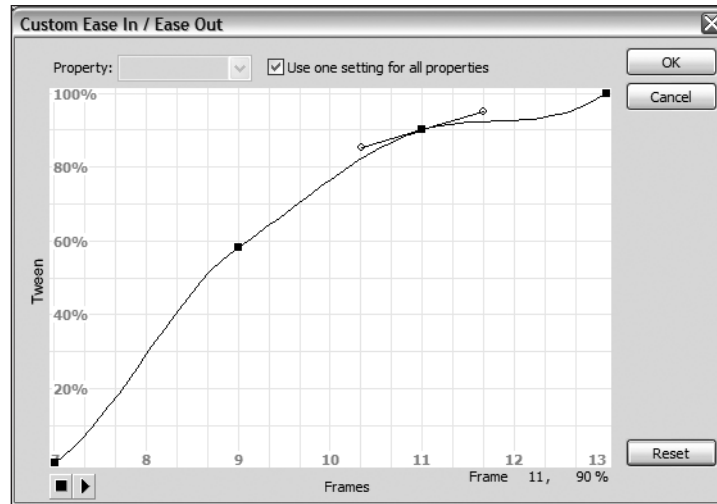 Custom Ease In / Ease Out
Property:
Use one setting for all properties
OK
Cancel
100%
80%
60%
40%
20%
Tween
7 8 9 10 11 12 13
Frame 11, 90 %
Frames
Reset